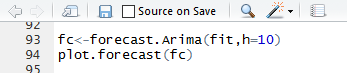 Source on Save
92
93 fc<-forecast.Arima(fit,h=10)
94 plot.forecast(fc)
95